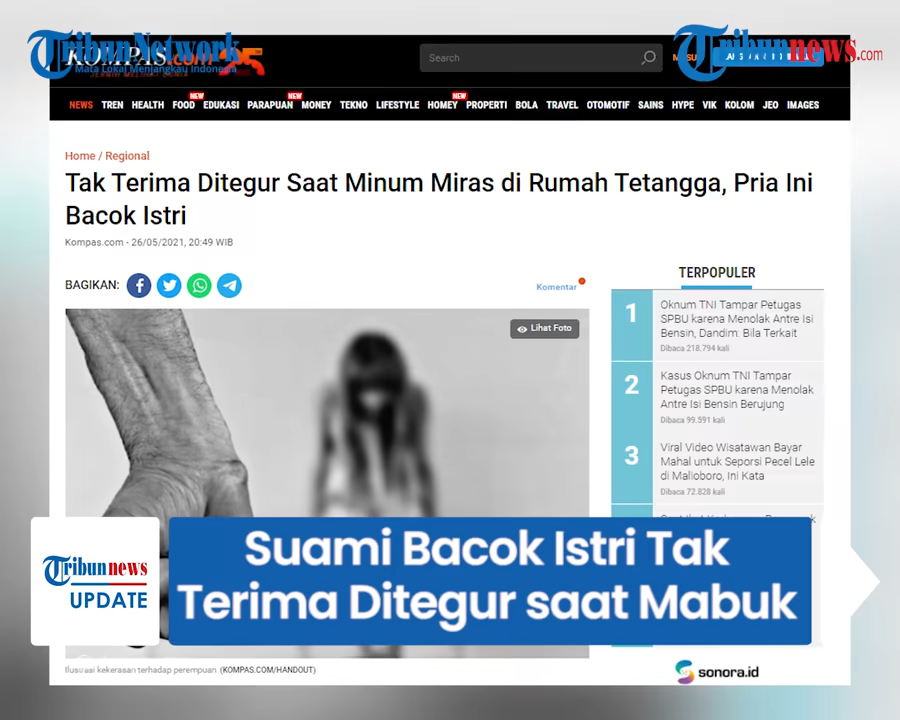 Tribun Network
Mata Lokal Menjangkau Indonesia
KOMPAS.com
Search
Tribunnews.com
NEWS TREN HEALTH FOOD NEW EDUKASI PARAPUAN NEW MONEY TEKNO LIFESTYLE HOMEY NEW PROPERTI BOLA TRAVEL OTOMOTIF SAINS HYPE VIK KOLOM JEO IMAGES
Home / Regional
Tak Terima Ditegur Saat Minum Miras di Rumah Tetangga, Pria Ini
Bacok Istri
Kompas.com - 26/05/2021, 20:49 WIB
BAGIKAN:
Komentar
Lihat Foto
TERPOPULER
1
Oknum TNI Tampar Petugas
SPBU karena Menolak Antre Isi
Bensin, Dandim: Bila Terkait
Dibaca 218.794 kali
2
Kasus Oknum TNI Tampar
Petugas SPBU karena Menolak
Antre Isi Bensin Berujung
Dibaca 99.591 kali
3
Viral Video Wisatawan Bayar
Mahal untuk Seporsi Pecel Lele
di Malioboro, Ini Kata
Dibaca 72.828 kali
Tribunnews
UPDATE
Suami Bacok Istri Tak
Terima Ditegur saat Mabuk
Ilustrasi kekerasan terhadap perempuan (KOMPAS.COM/HANDOUT)
sonora.id